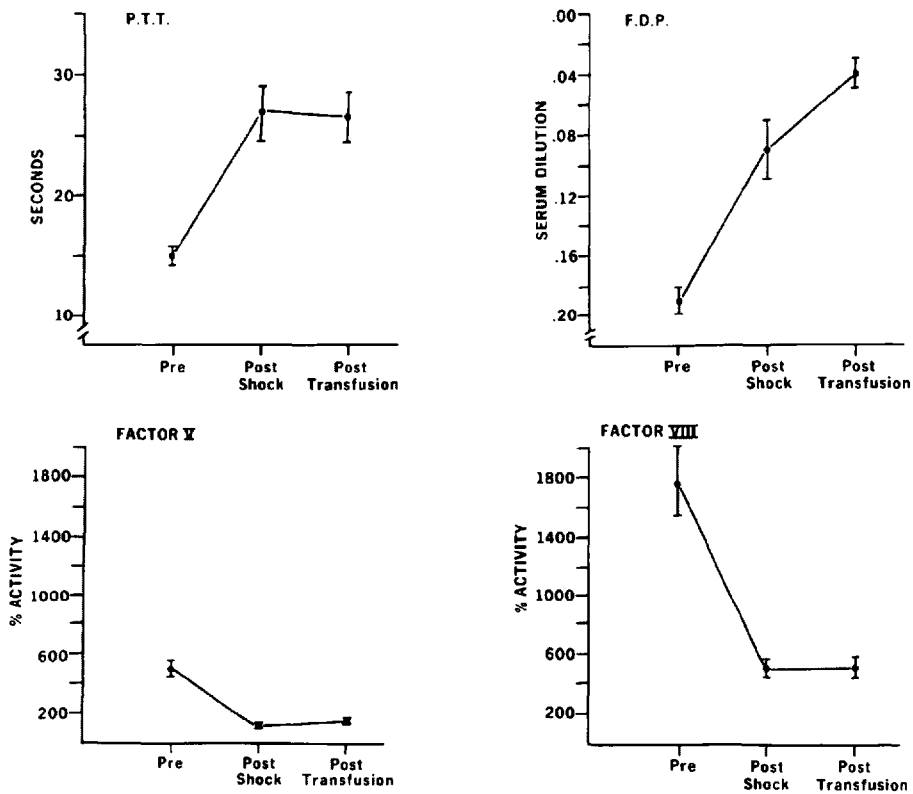 P.T.T.
30
20
10
SECONDS
Pre
Post
Shock
Post
Transfusion
F.D.P.
.00
.04
.08
.12
.16
.20
SERUM DILUTION
Pre
Post
Shock
Post
Transfusion
FACTOR V
1800
1400
1000
600
200
% ACTIVITY
Pre
Post
Shock
Post
Transfusion
FACTOR VIII
1800
1400
1000
600
200
% ACTIVITY
Pre
Post
Shock
Post
Transfusion